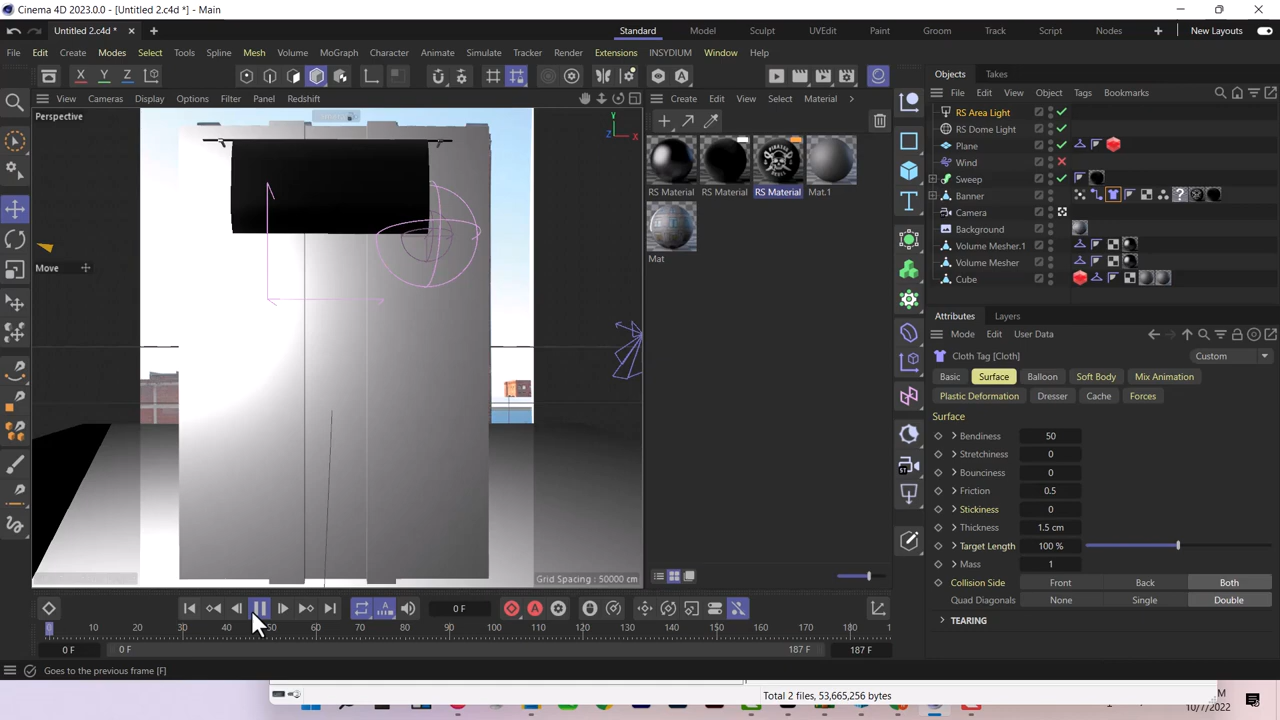 Cinema 4D 2023.0.0 - [Untitled 2.c4d *] - Main
Untitled 2.c4d *
Standard Model Sculpt UVEdit Paint Groom Track Script Nodes New Layouts
File Edit Create Modes Select Tools Spline Mesh Volume MoGraph Character Animate Simulate Tracker Render Extensions INSYDIUM Window Help
X Y Z
View Cameras Display Options Filter Panel Redshift
Perspective
Y
X
Z
Move
Grid Spacing : 50000 cm
Create Edit View Select Material
RS Material RS Material RS Material Mat.1
Mat
Objects Takes
File Edit View Object Tags Bookmarks
RS Area Light
RS Dome Light
Plane
Wind
Sweep
Banner
Camera
Background
Volume Mesher.1
Volume Mesher
Cube
Attributes Layers
Mode Edit User Data
Cloth Tag [Cloth] Custom
Basic Surface Balloon Soft Body Mix Animation
Plastic Deformation Dresser Cache Forces
Surface
Bendiness 50
Stretchiness 0
Bounciness 0
Friction 0.5
Stickiness 0
Thickness 1.5 cm
Target Length 100 %
Mass 1
Collision Side Front Back Both
Quad Diagonals None Single Double
TEARING
0 F
0 10 20 30 40 50 60 70 80 90 100 110 120 130 140 150 160 170 180
0 F 0 F 187 F 187 F
Goes to the previous frame [F]
Total 2 files, 53,665,256 bytes
10/7/2022